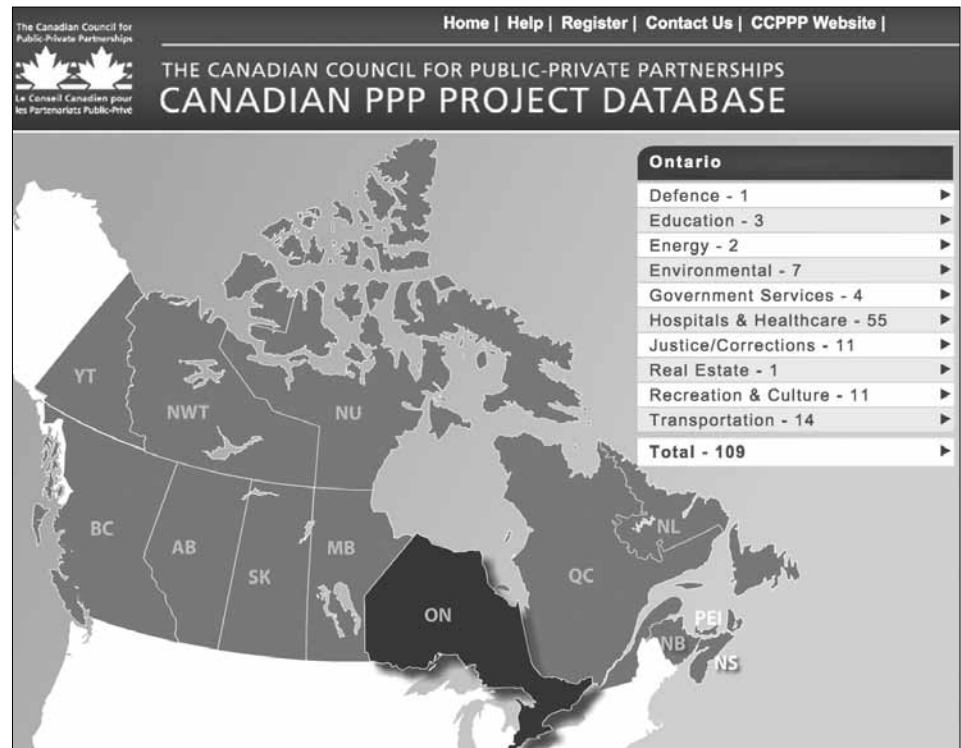 The Canadian Council for
Public-Private Partnerships
Le Conseil Canadien pour
les Partenariats Public-Privé
Home | Help | Register | Contact Us | CCPPP Website |
THE CANADIAN COUNCIL FOR PUBLIC-PRIVATE PARTNERSHIPS
CANADIAN PPP PROJECT DATABASE
Ontario
Defence - 1
Education - 3
Energy - 2
Environmental - 7
Government Services - 4
Hospitals & Healthcare - 55
Justice/Corrections - 11
Real Estate - 1
Recreation & Culture - 11
Transportation - 14
Total - 109
YT
NWT
NU
BC
AB
SK
MB
ON
QC
NL
PEI
NB
NS